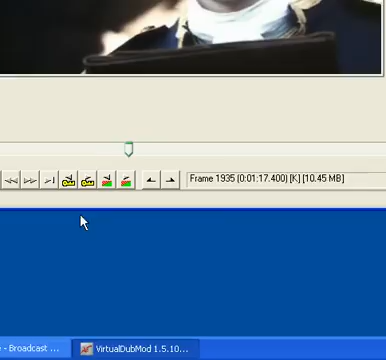 Frame 1935 (0:01:17.400) [K] [10.45 MB]
- Broadcast ...
VirtualDubMod 1.5.10...